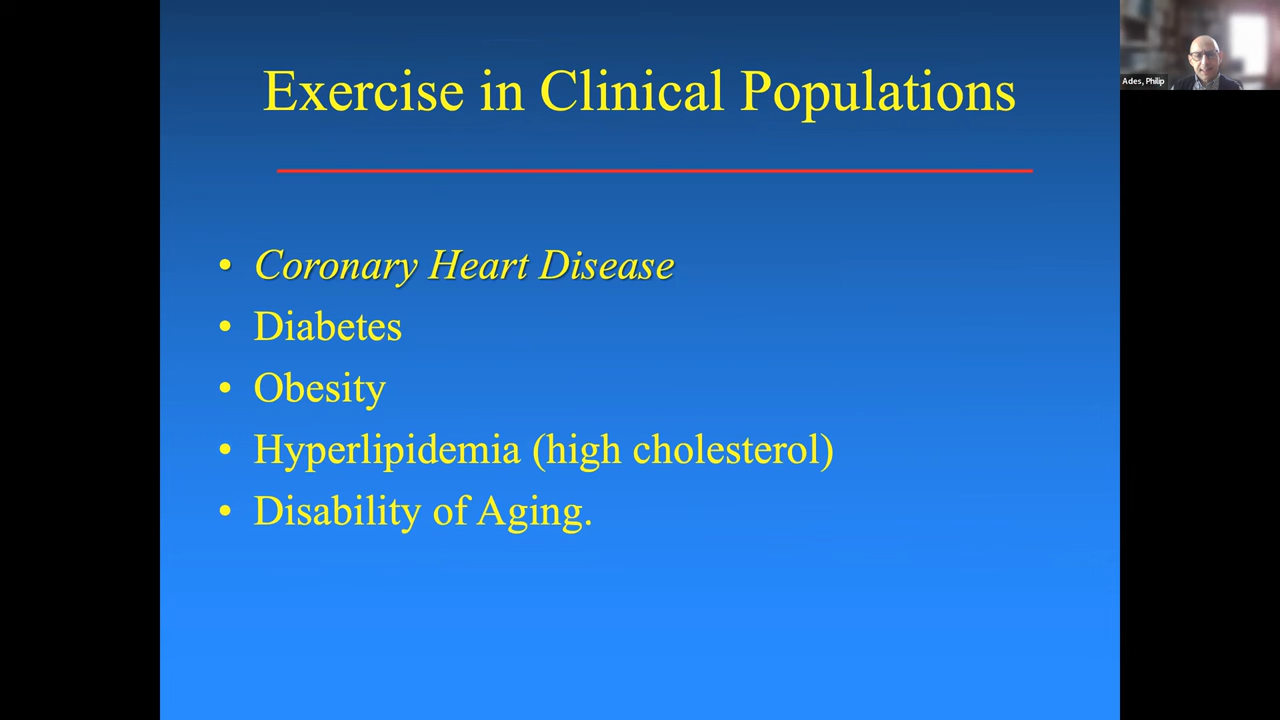 Exercise in Clinical Populations
Ades, Philip
• Coronary Heart Disease
• Diabetes
• Obesity
• Hyperlipidemia (high cholesterol)
• Disability of Aging.